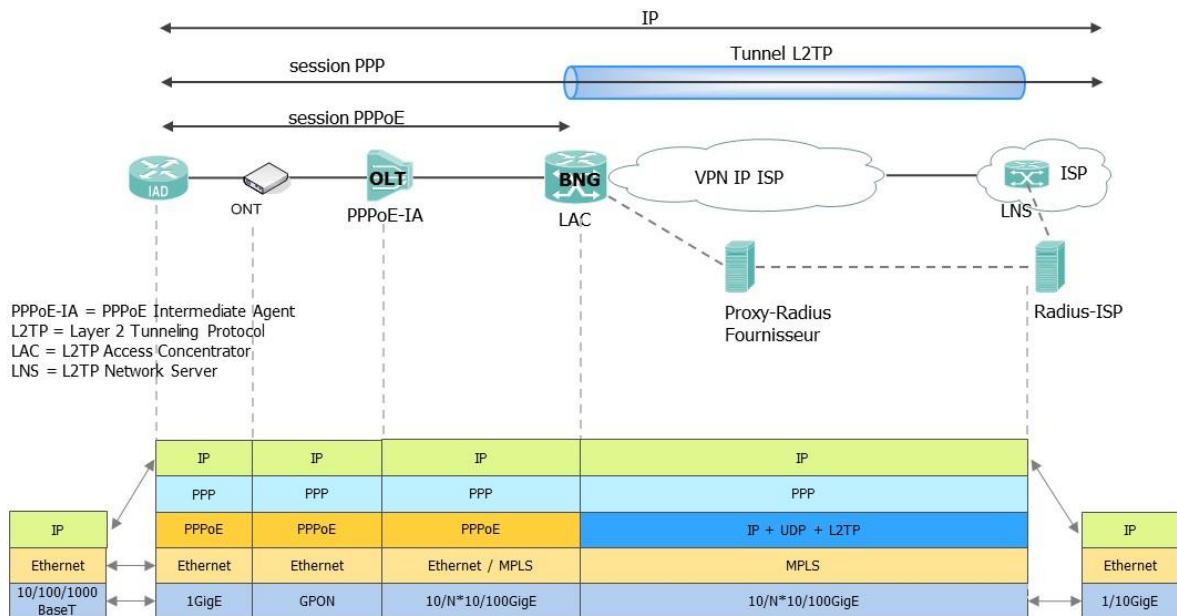 IP
Tunnel L2TP
session PPP
session PPPoE
IAD
ONT
OLT
PPPoE-IA
BNG
LAC
VPN IP ISP
ISP
LNS
PPPoE-IA = PPPoE Intermediate Agent
L2TP = Layer 2 Tunneling Protocol
LAC = L2TP Access Concentrator
LNS = L2TP Network Server
Proxy-Radius
Fournisseur
Radius-ISP
IP IP IP IP
PPP PPP PPP PPP
IP PPPoE PPPoE PPPoE IP + UDP + L2TP IP
Ethernet Ethernet Ethernet Ethernet / MPLS MPLS Ethernet
10/100/1000
BaseT
1GigE GPON 10/N*10/100GigE 10/N*10/100GigE 1/10GigE